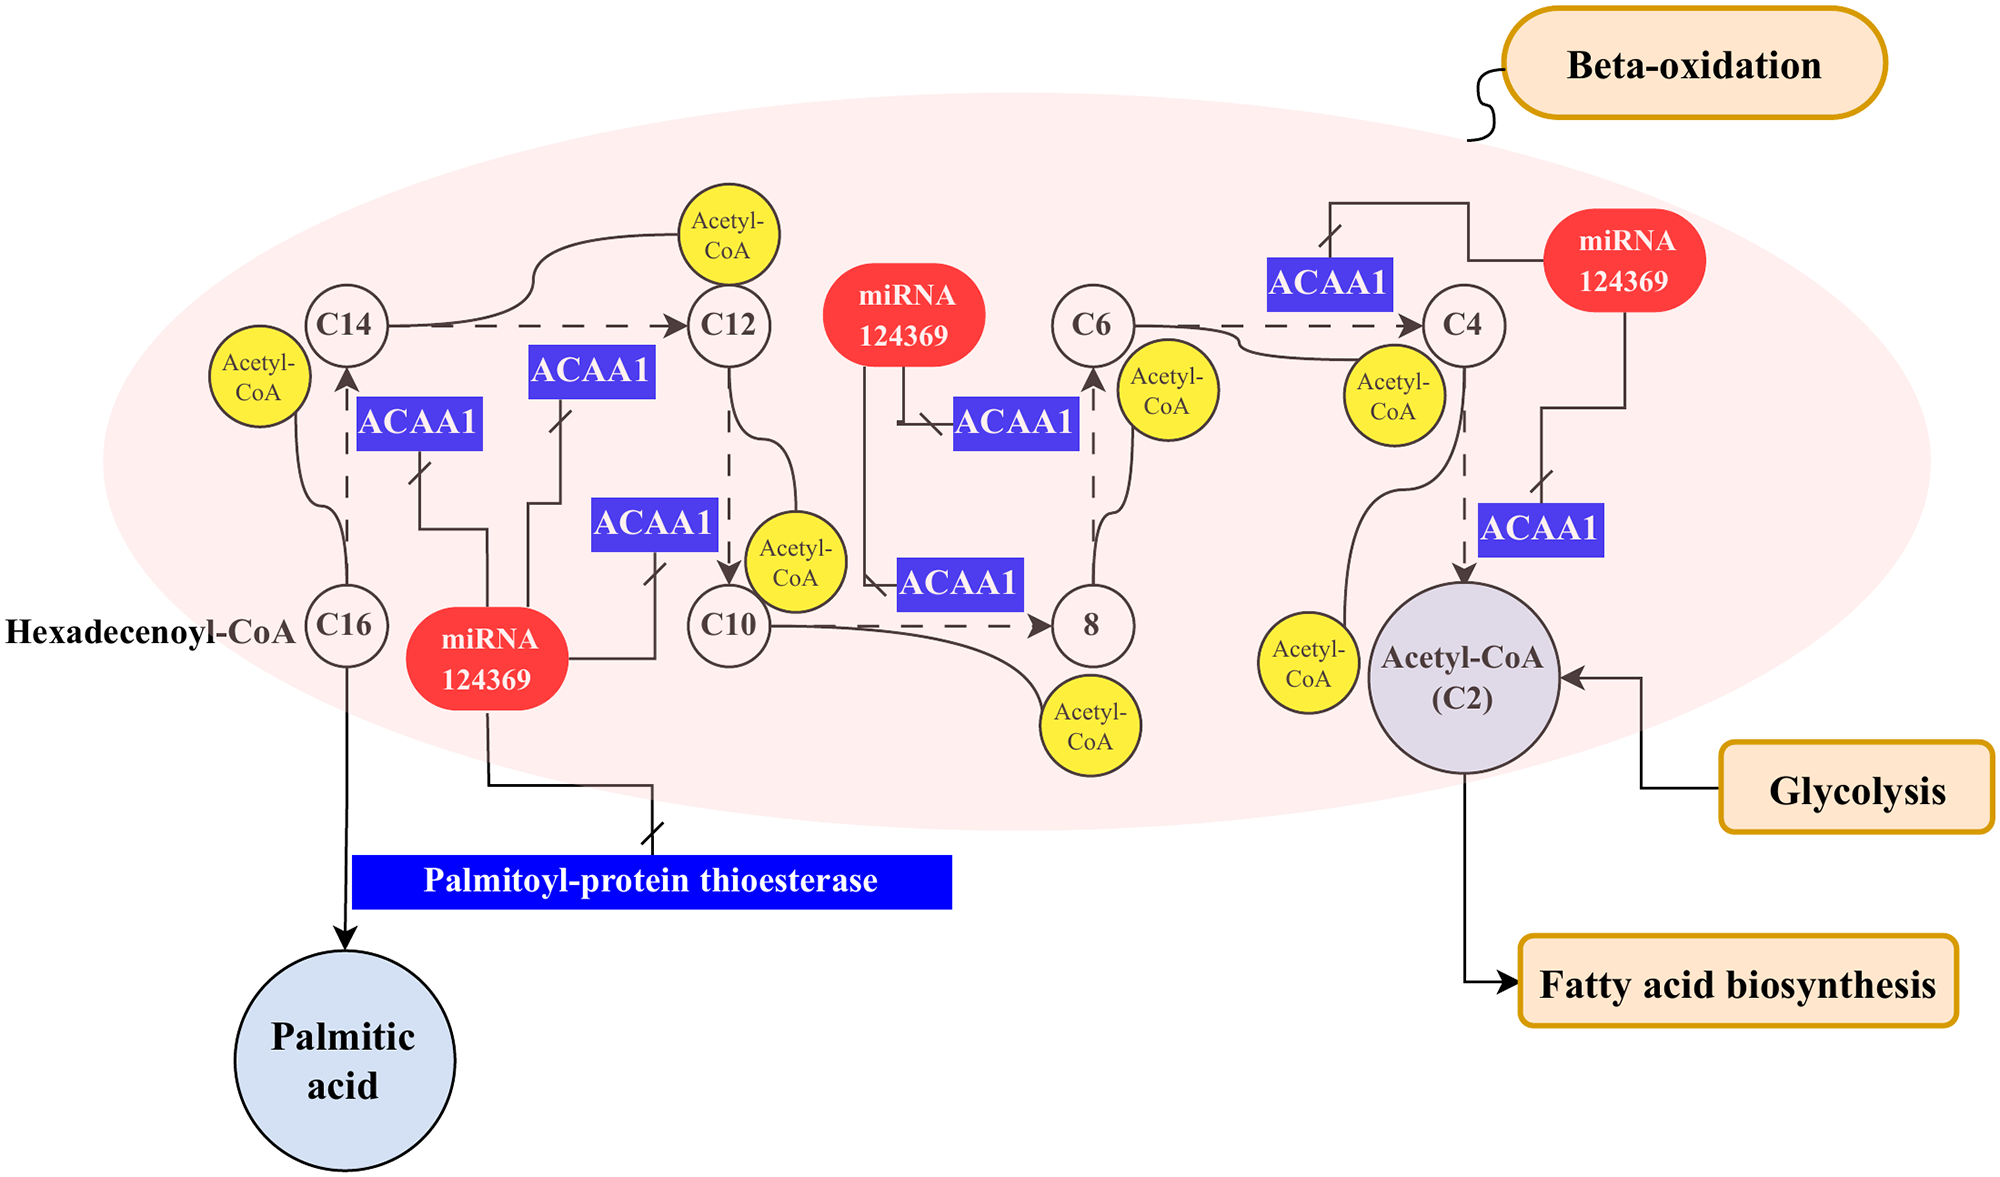 Beta-oxidation
Acetyl-
CoA
miRNA
124369
ACAA1
miRNA
124369
C14
C12
C6
C4
Acetyl-
CoA
ACAA1
Acetyl-
CoA
Acetyl-
CoA
ACAA1
ACAA1
ACAA1
ACAA1
Acetyl-
CoA
ACAA1
Hexadecenoyl-CoA
C16
miRNA
124369
C10
8
Acetyl-
CoA
Acetyl-CoA
(C2)
Acetyl-
CoA
Glycolysis
Palmitoyl-protein thioesterase
Fatty acid biosynthesis
Palmitic
acid